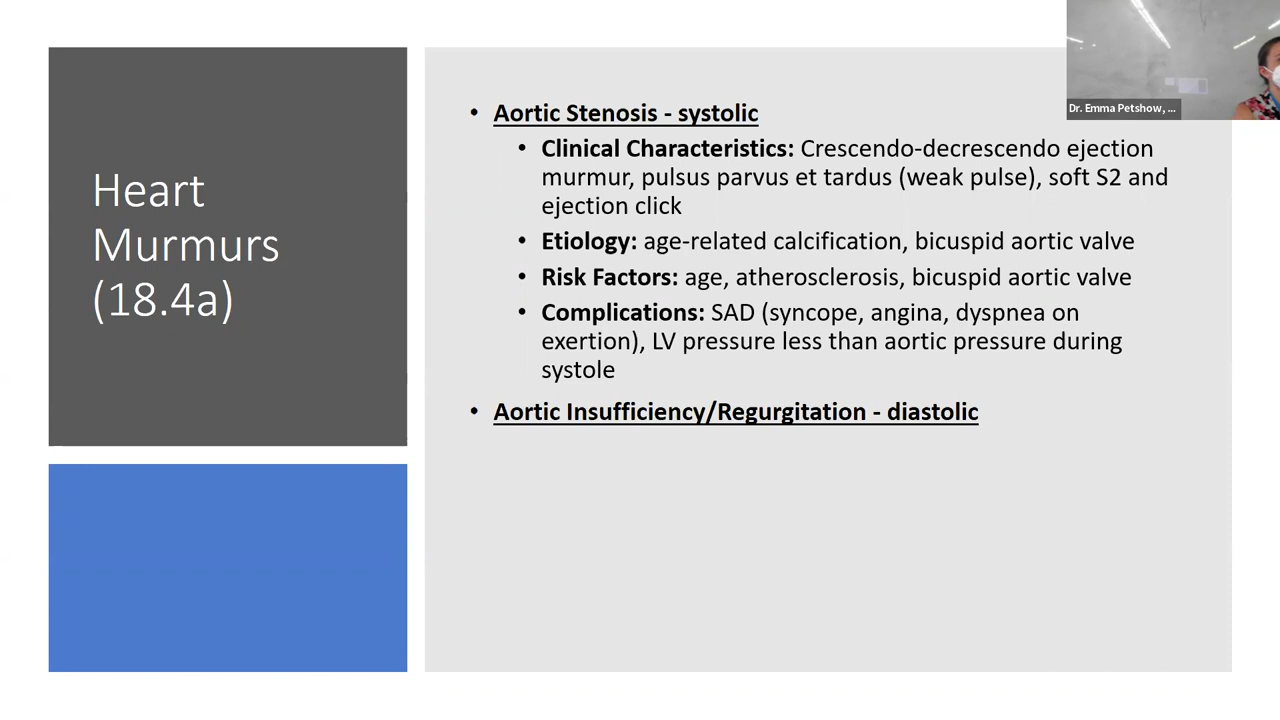 Heart
Murmurs
(18.4a)
• Aortic Stenosis - systolic
• Clinical Characteristics: Crescendo-decrescendo ejection
murmur, pulsus parvus et tardus (weak pulse), soft S2 and
ejection click
• Etiology: age-related calcification, bicuspid aortic valve
• Risk Factors: age, atherosclerosis, bicuspid aortic valve
• Complications: SAD (syncope, angina, dyspnea on
exertion), LV pressure less than aortic pressure during
systole
• Aortic Insufficiency/Regurgitation - diastolic
Dr. Emma Petshow, ...